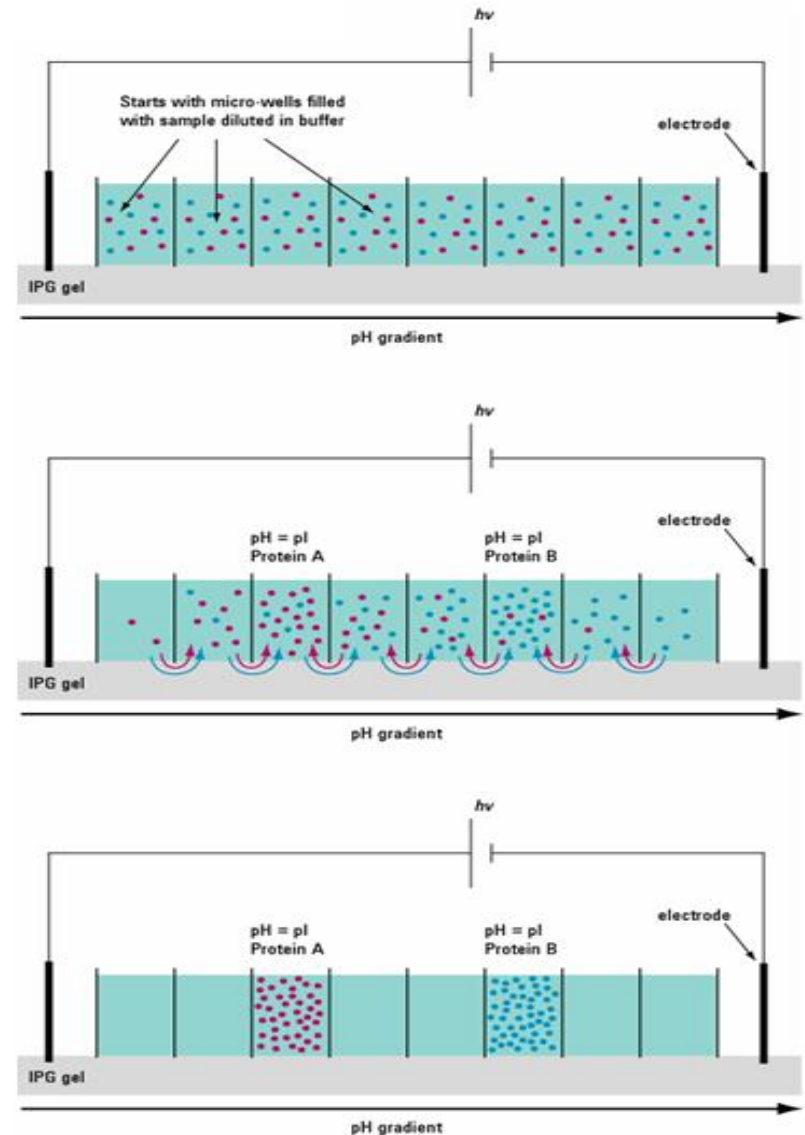 hv
Starts with micro-wells filled
with sample diluted in buffer
electrode
IPG gel
pH gradient
hv
electrode
pH = pI
Protein A
pH = pI
Protein B
IPG gel
pH gradient
hv
electrode
pH = pI
Protein A
pH = pI
Protein B
IPG gel
pH gradient